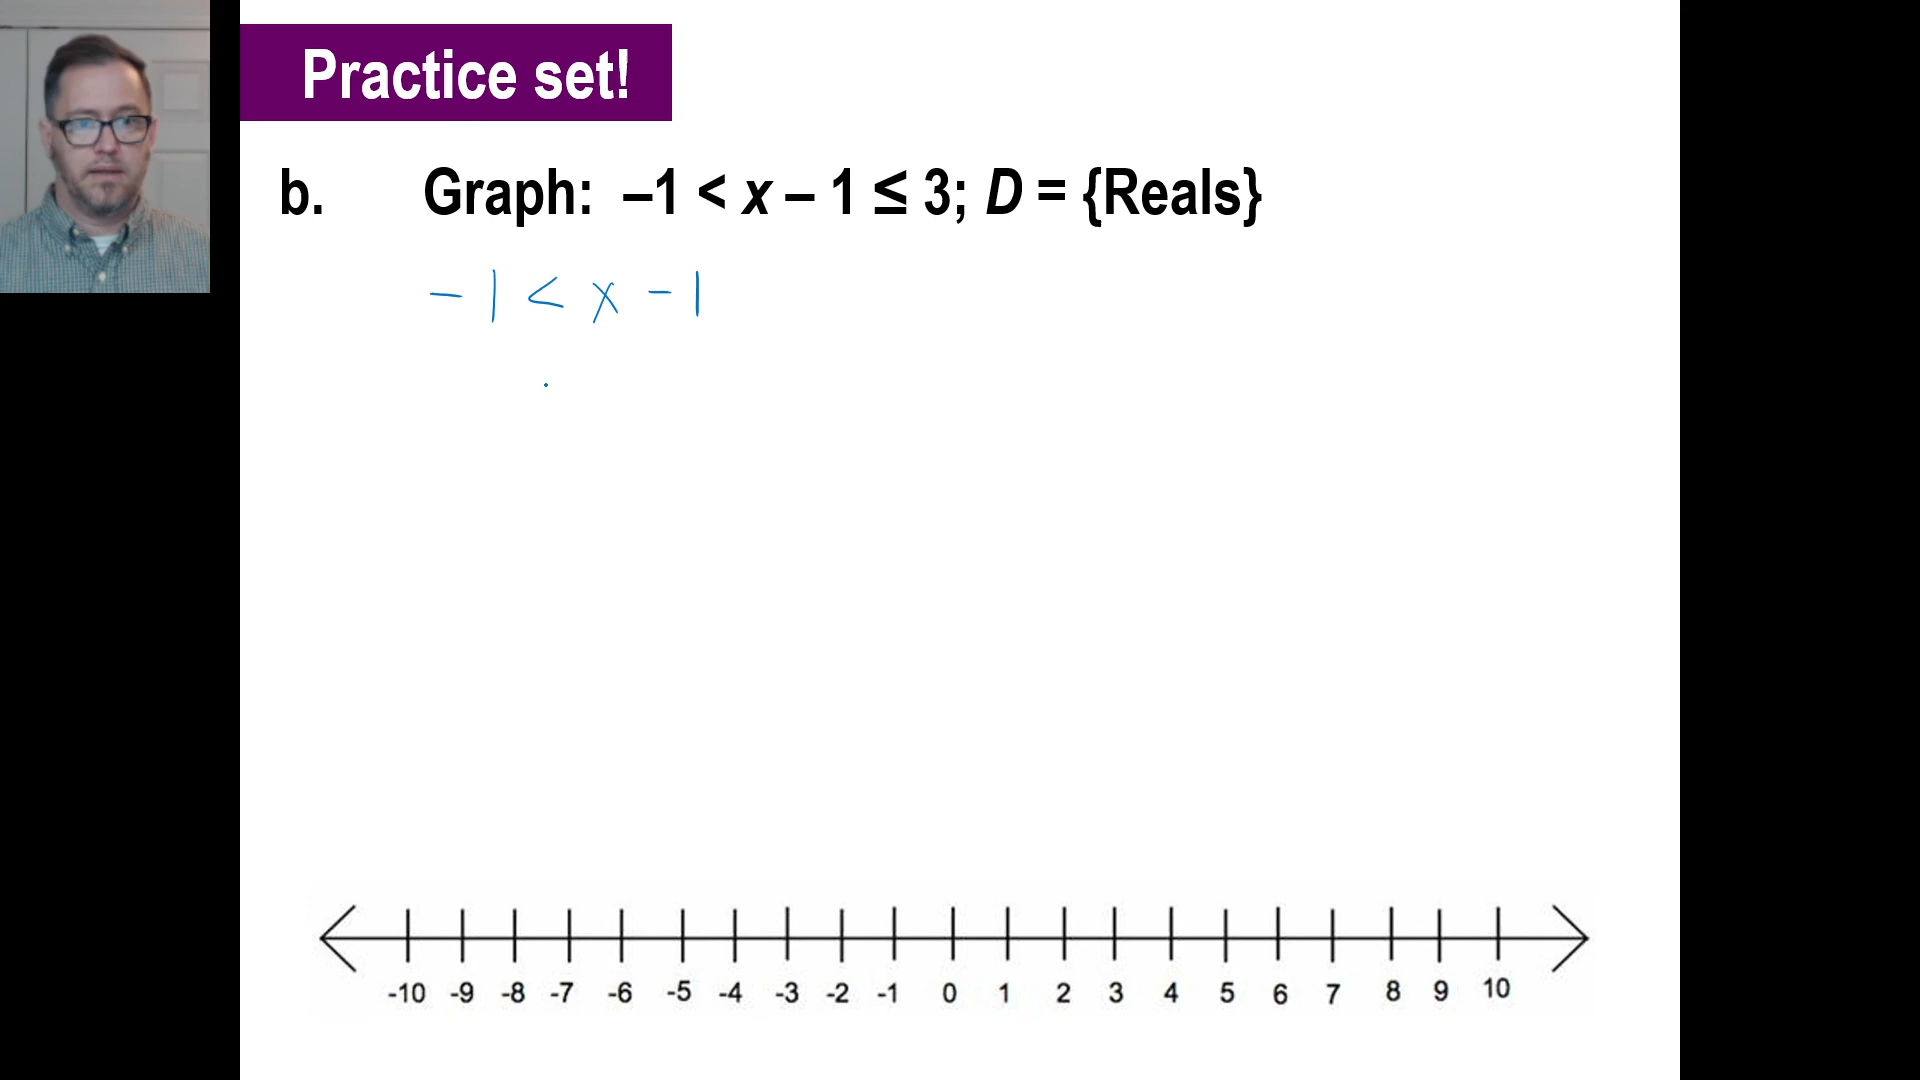 Practice set!
b. Graph: –1 < x – 1 ≤ 3; D = {Reals}
- 1 < x - 1
-10 -9 -8 -7 -6 -5 -4 -3 -2 -1 0 1 2 3 4 5 6 7 8 9 10